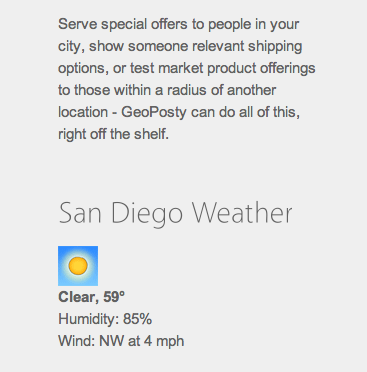 Serve special offers to people in your
city, show someone relevant shipping
options, or test market product offerings
to those within a radius of another
location - GeoPosty can do all of this,
right off the shelf.
San Diego Weather
Clear, 59°
Humidity: 85%
Wind: NW at 4 mph